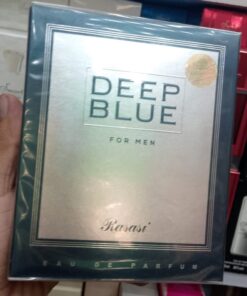 DEEP
BLUE
FOR MEN
Rasasi
EAU DE PARFUM